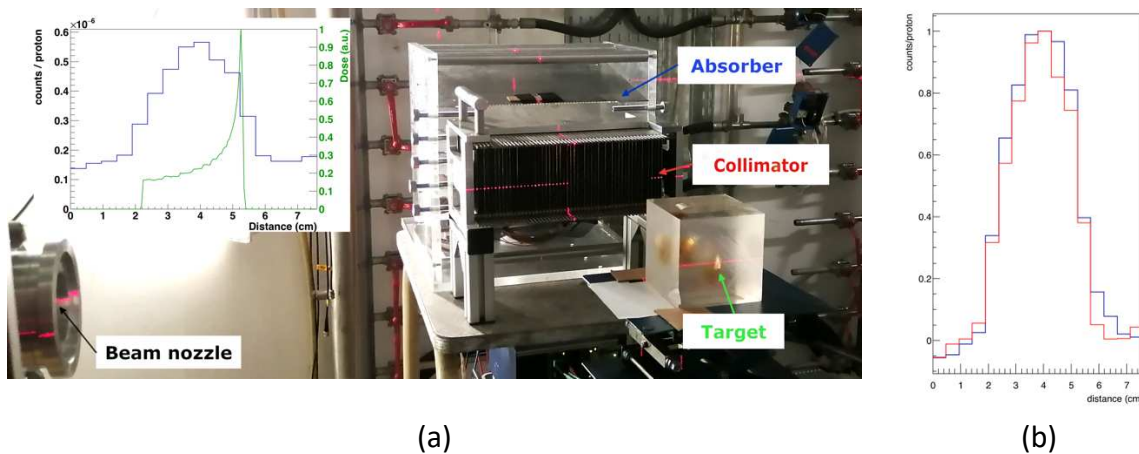 ×10⁻⁶
counts / proton
0.6
0.5
0.4
0.3
0.2
0.1
0
0 1 2 3 4 5 6 7
Distance (cm)
1
0.9
0.8
0.7
0.6
0.5
0.4
0.3
0.2
0.1
0
Dose (a.u.)
Absorber
Collimator
Target
Beam nozzle
(a)
counts/proton
1
0.8
0.6
0.4
0.2
0
0 1 2 3 4 5 6 7
distance (cm)
(b)